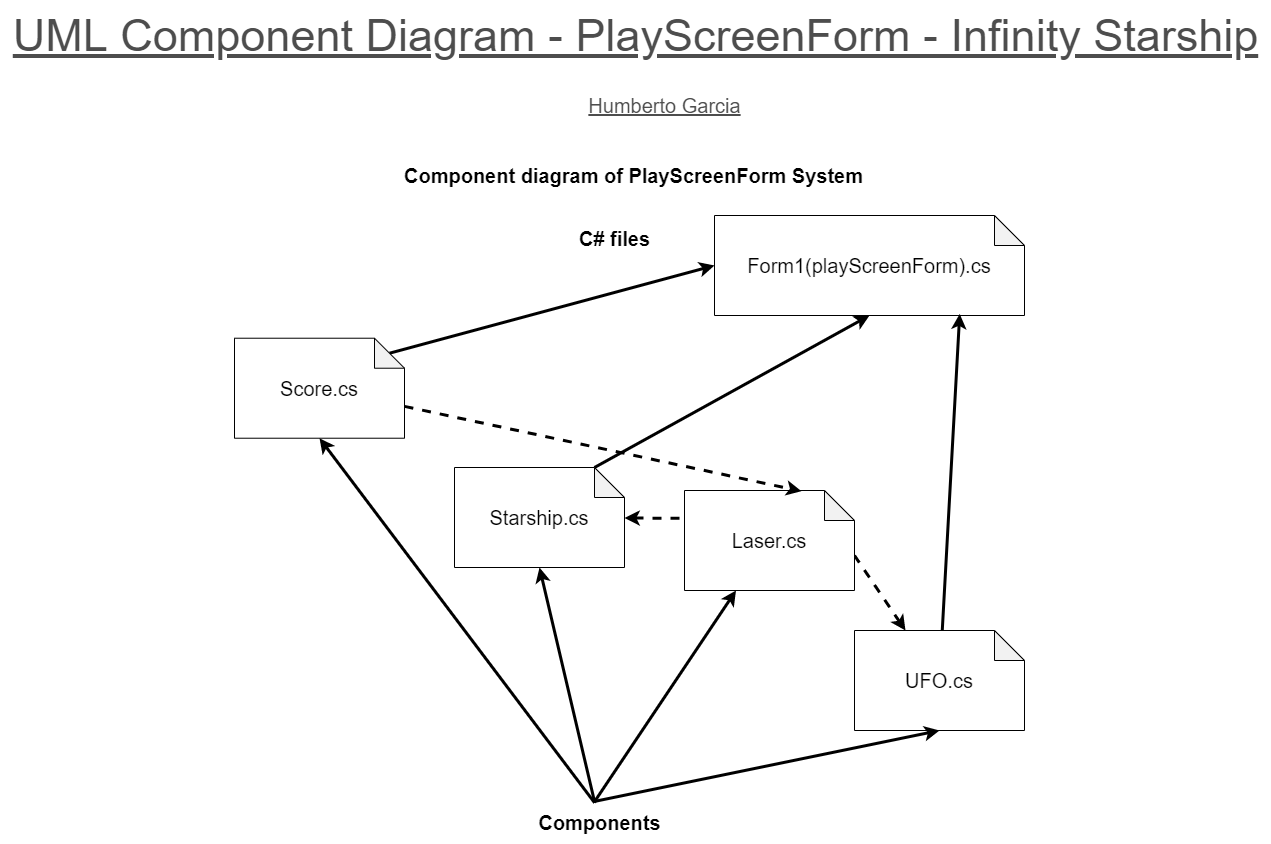 UML Component Diagram - PlayScreenForm - Infinity Starship
Humberto Garcia
Component diagram of PlayScreenForm System
C# files
Form1(playScreenForm).cs
Score.cs
Starship.cs
Laser.cs
UFO.cs
Components